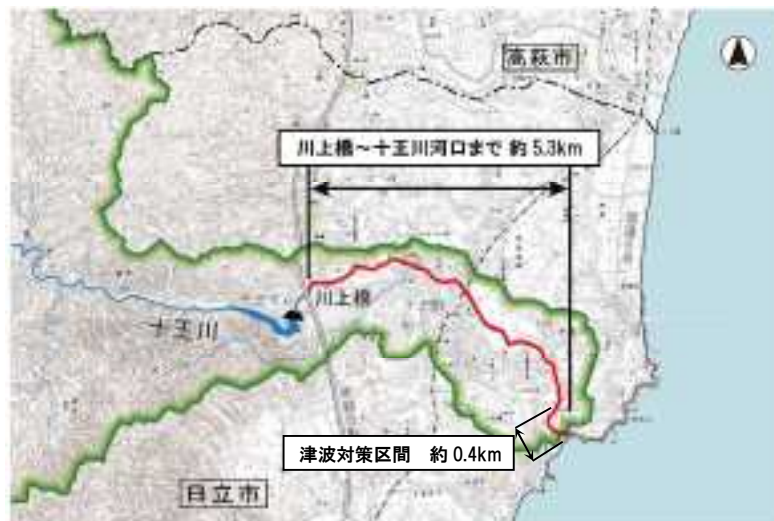 高萩市
川上橋～十王川河口まで 約 5.3km
川上橋
十王川
津波対策区間　約 0.4km
日立市